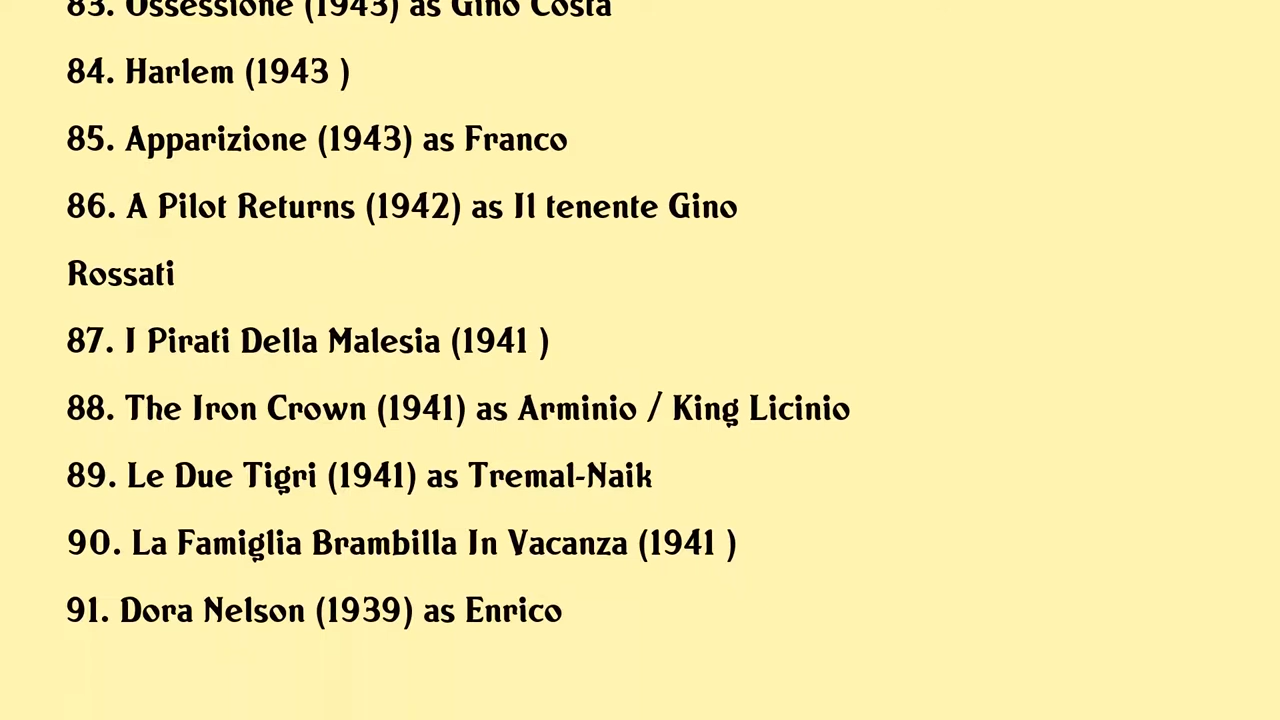 83. Ossessione (1943) as Gino Costa
84. Harlem (1943 )
85. Apparizione (1943) as Franco
86. A Pilot Returns (1942) as Il tenente Gino
Rossati
87. I Pirati Della Malesia (1941 )
88. The Iron Crown (1941) as Arminio / King Licinio
89. Le Due Tigri (1941) as Tremal-Naik
90. La Famiglia Brambilla In Vacanza (1941 )
91. Dora Nelson (1939) as Enrico